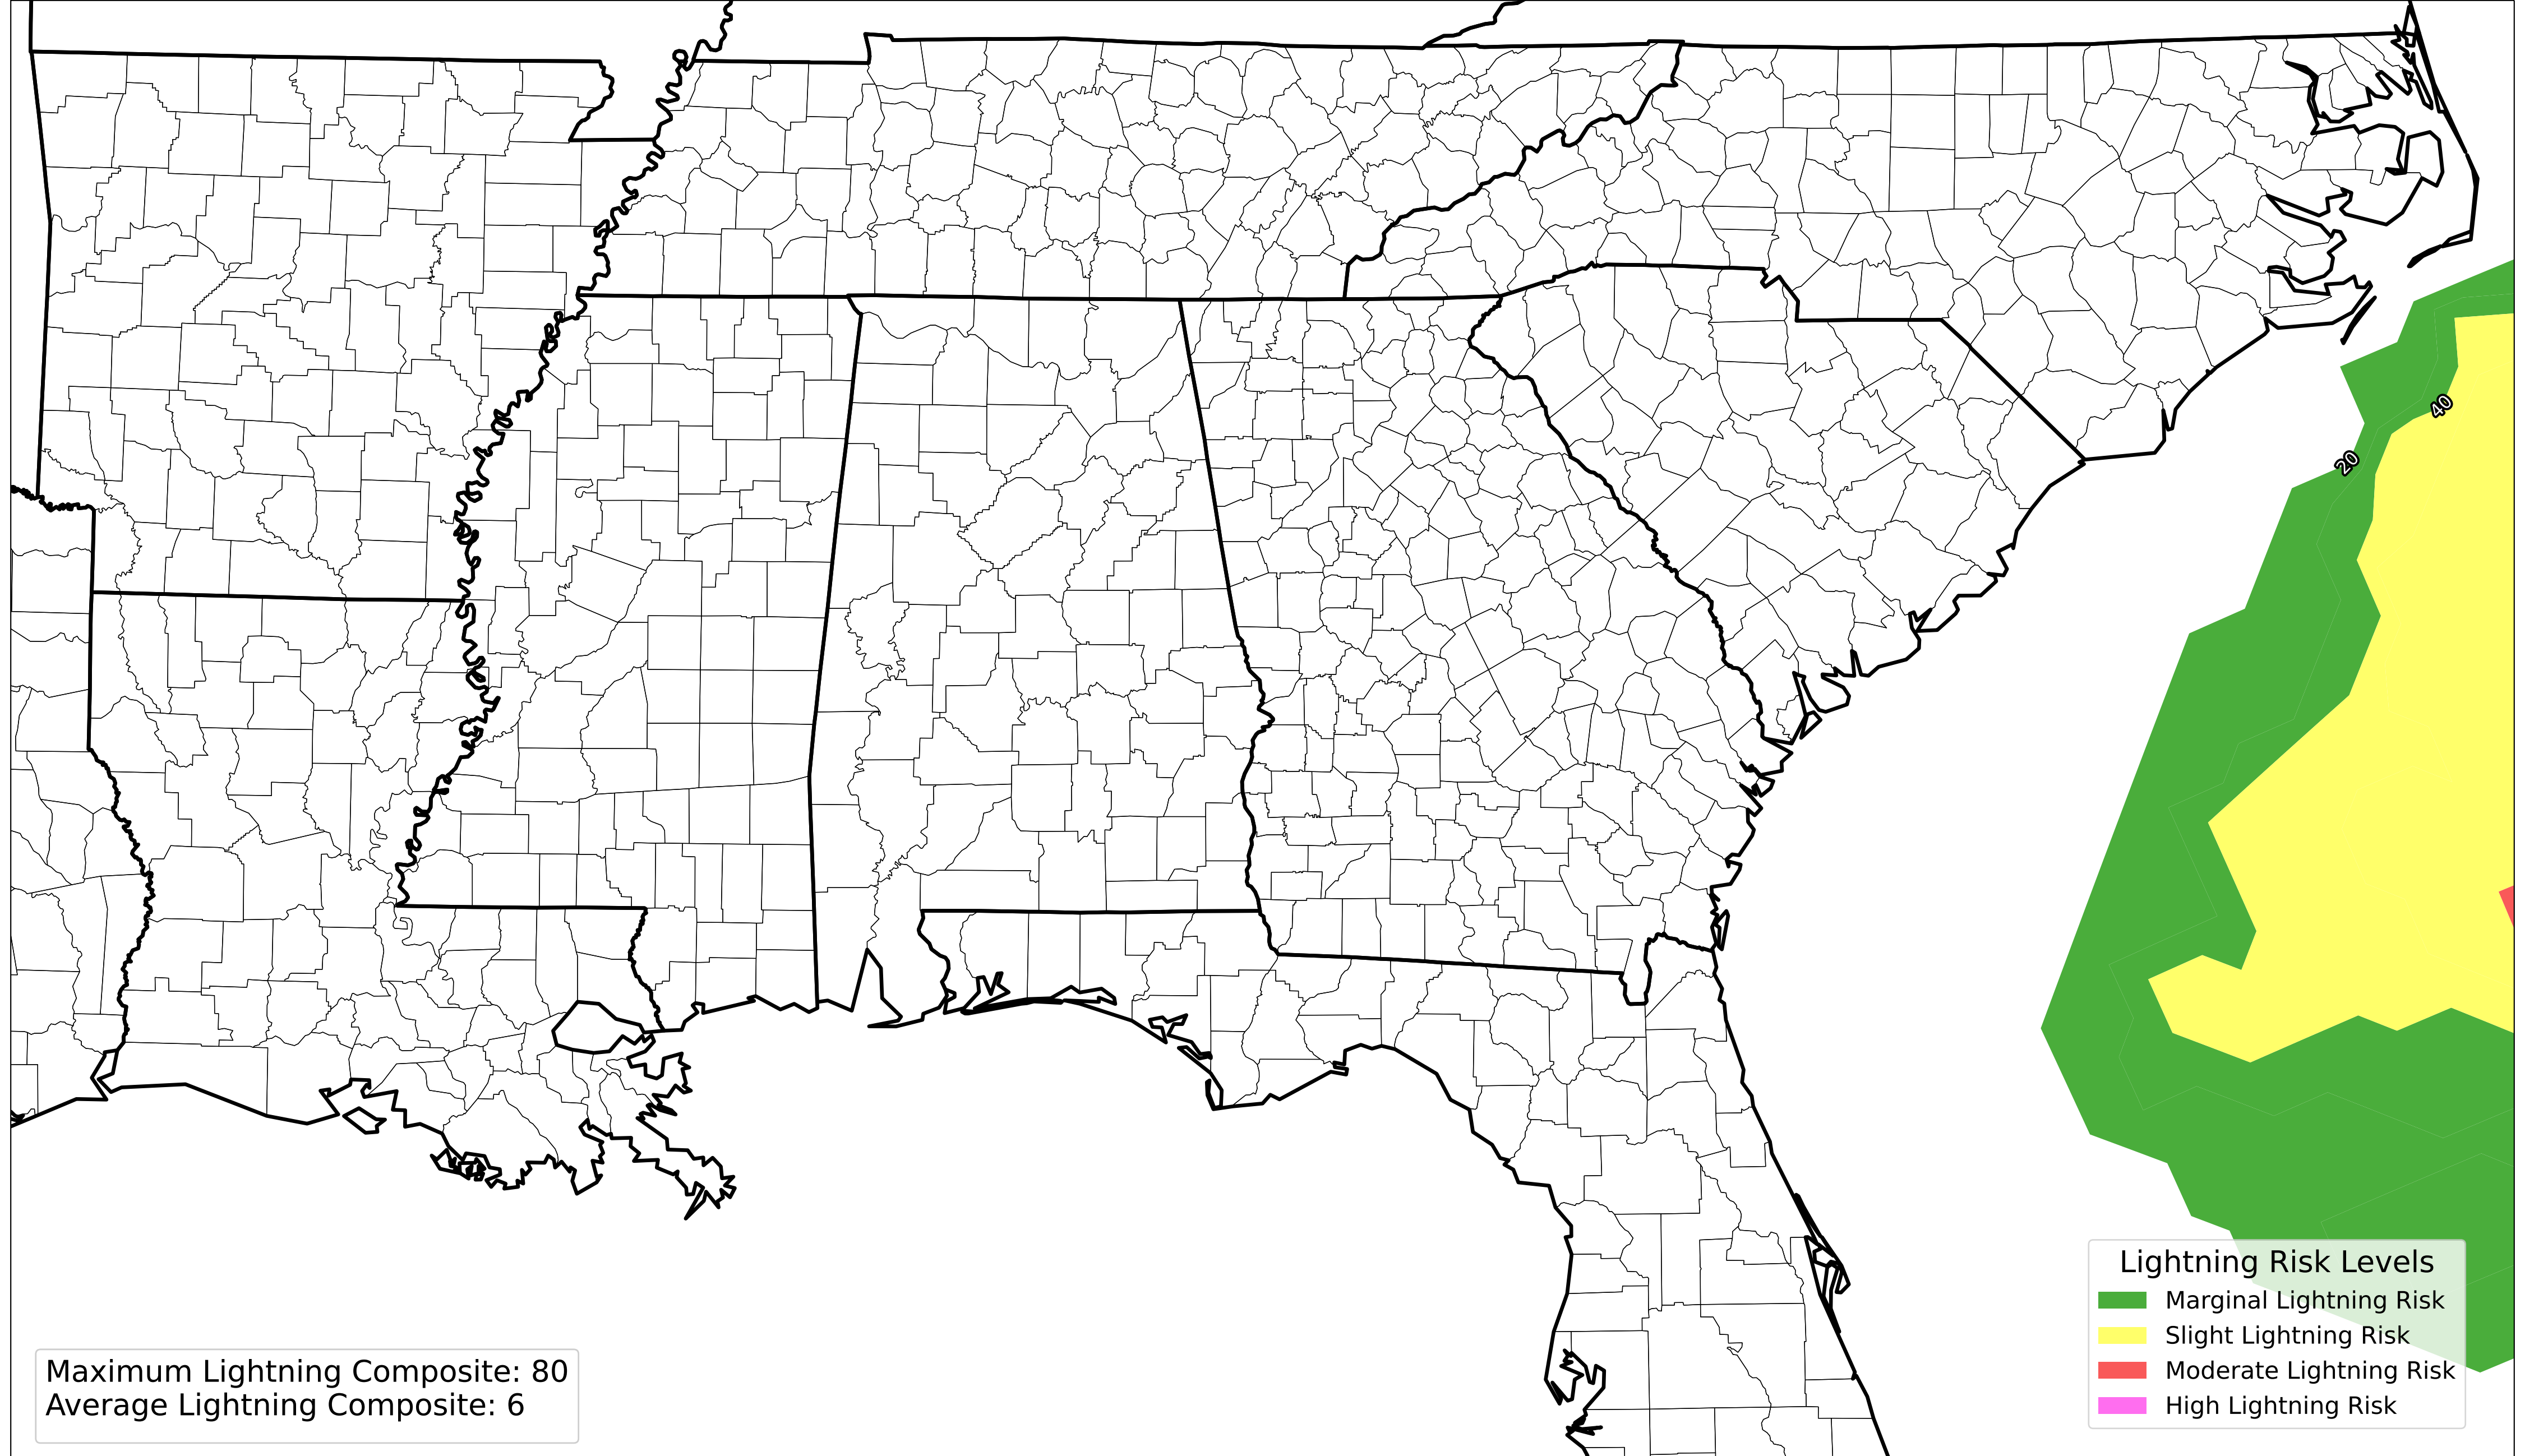 40
20
Lightning Risk Levels
Marginal Lightning Risk
Slight Lightning Risk
Moderate Lightning Risk
High Lightning Risk
Maximum Lightning Composite: 80
Average Lightning Composite: 6